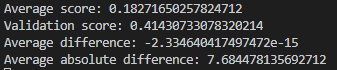 Average score: 0.18271650257824712
Validation score: 0.41430733078320214
Average difference: -2.334640417497472e-15
Average absolute difference: 7.684478135692712